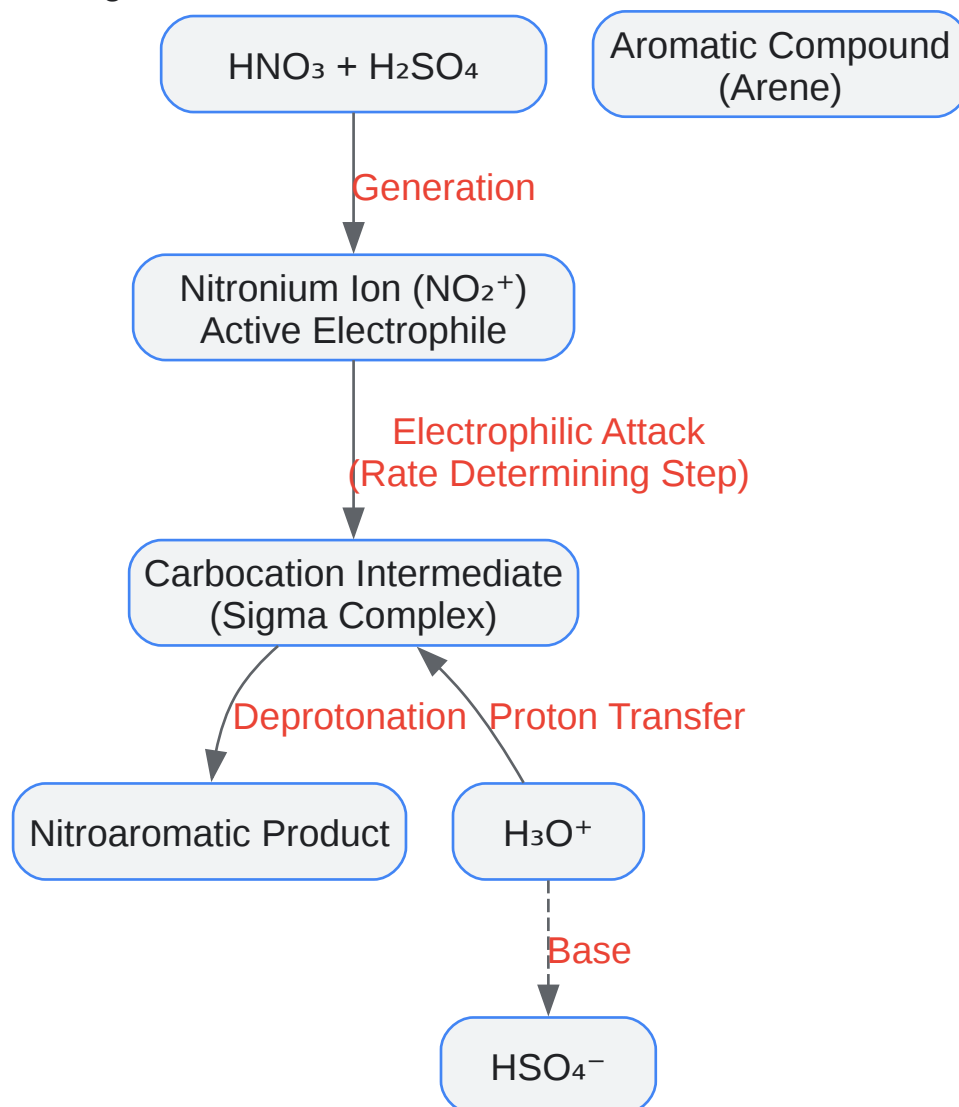 HNO₃ + H₂SO₄
Aromatic Compound
(Arene)
Generation
Nitronium Ion (NO₂⁺)
Active Electrophile
Electrophilic Attack
(Rate Determining Step)
Carbocation Intermediate
(Sigma Complex)
Deprotonation
Proton Transfer
Nitroaromatic Product
H₃O⁺
Base
HSO₄⁻